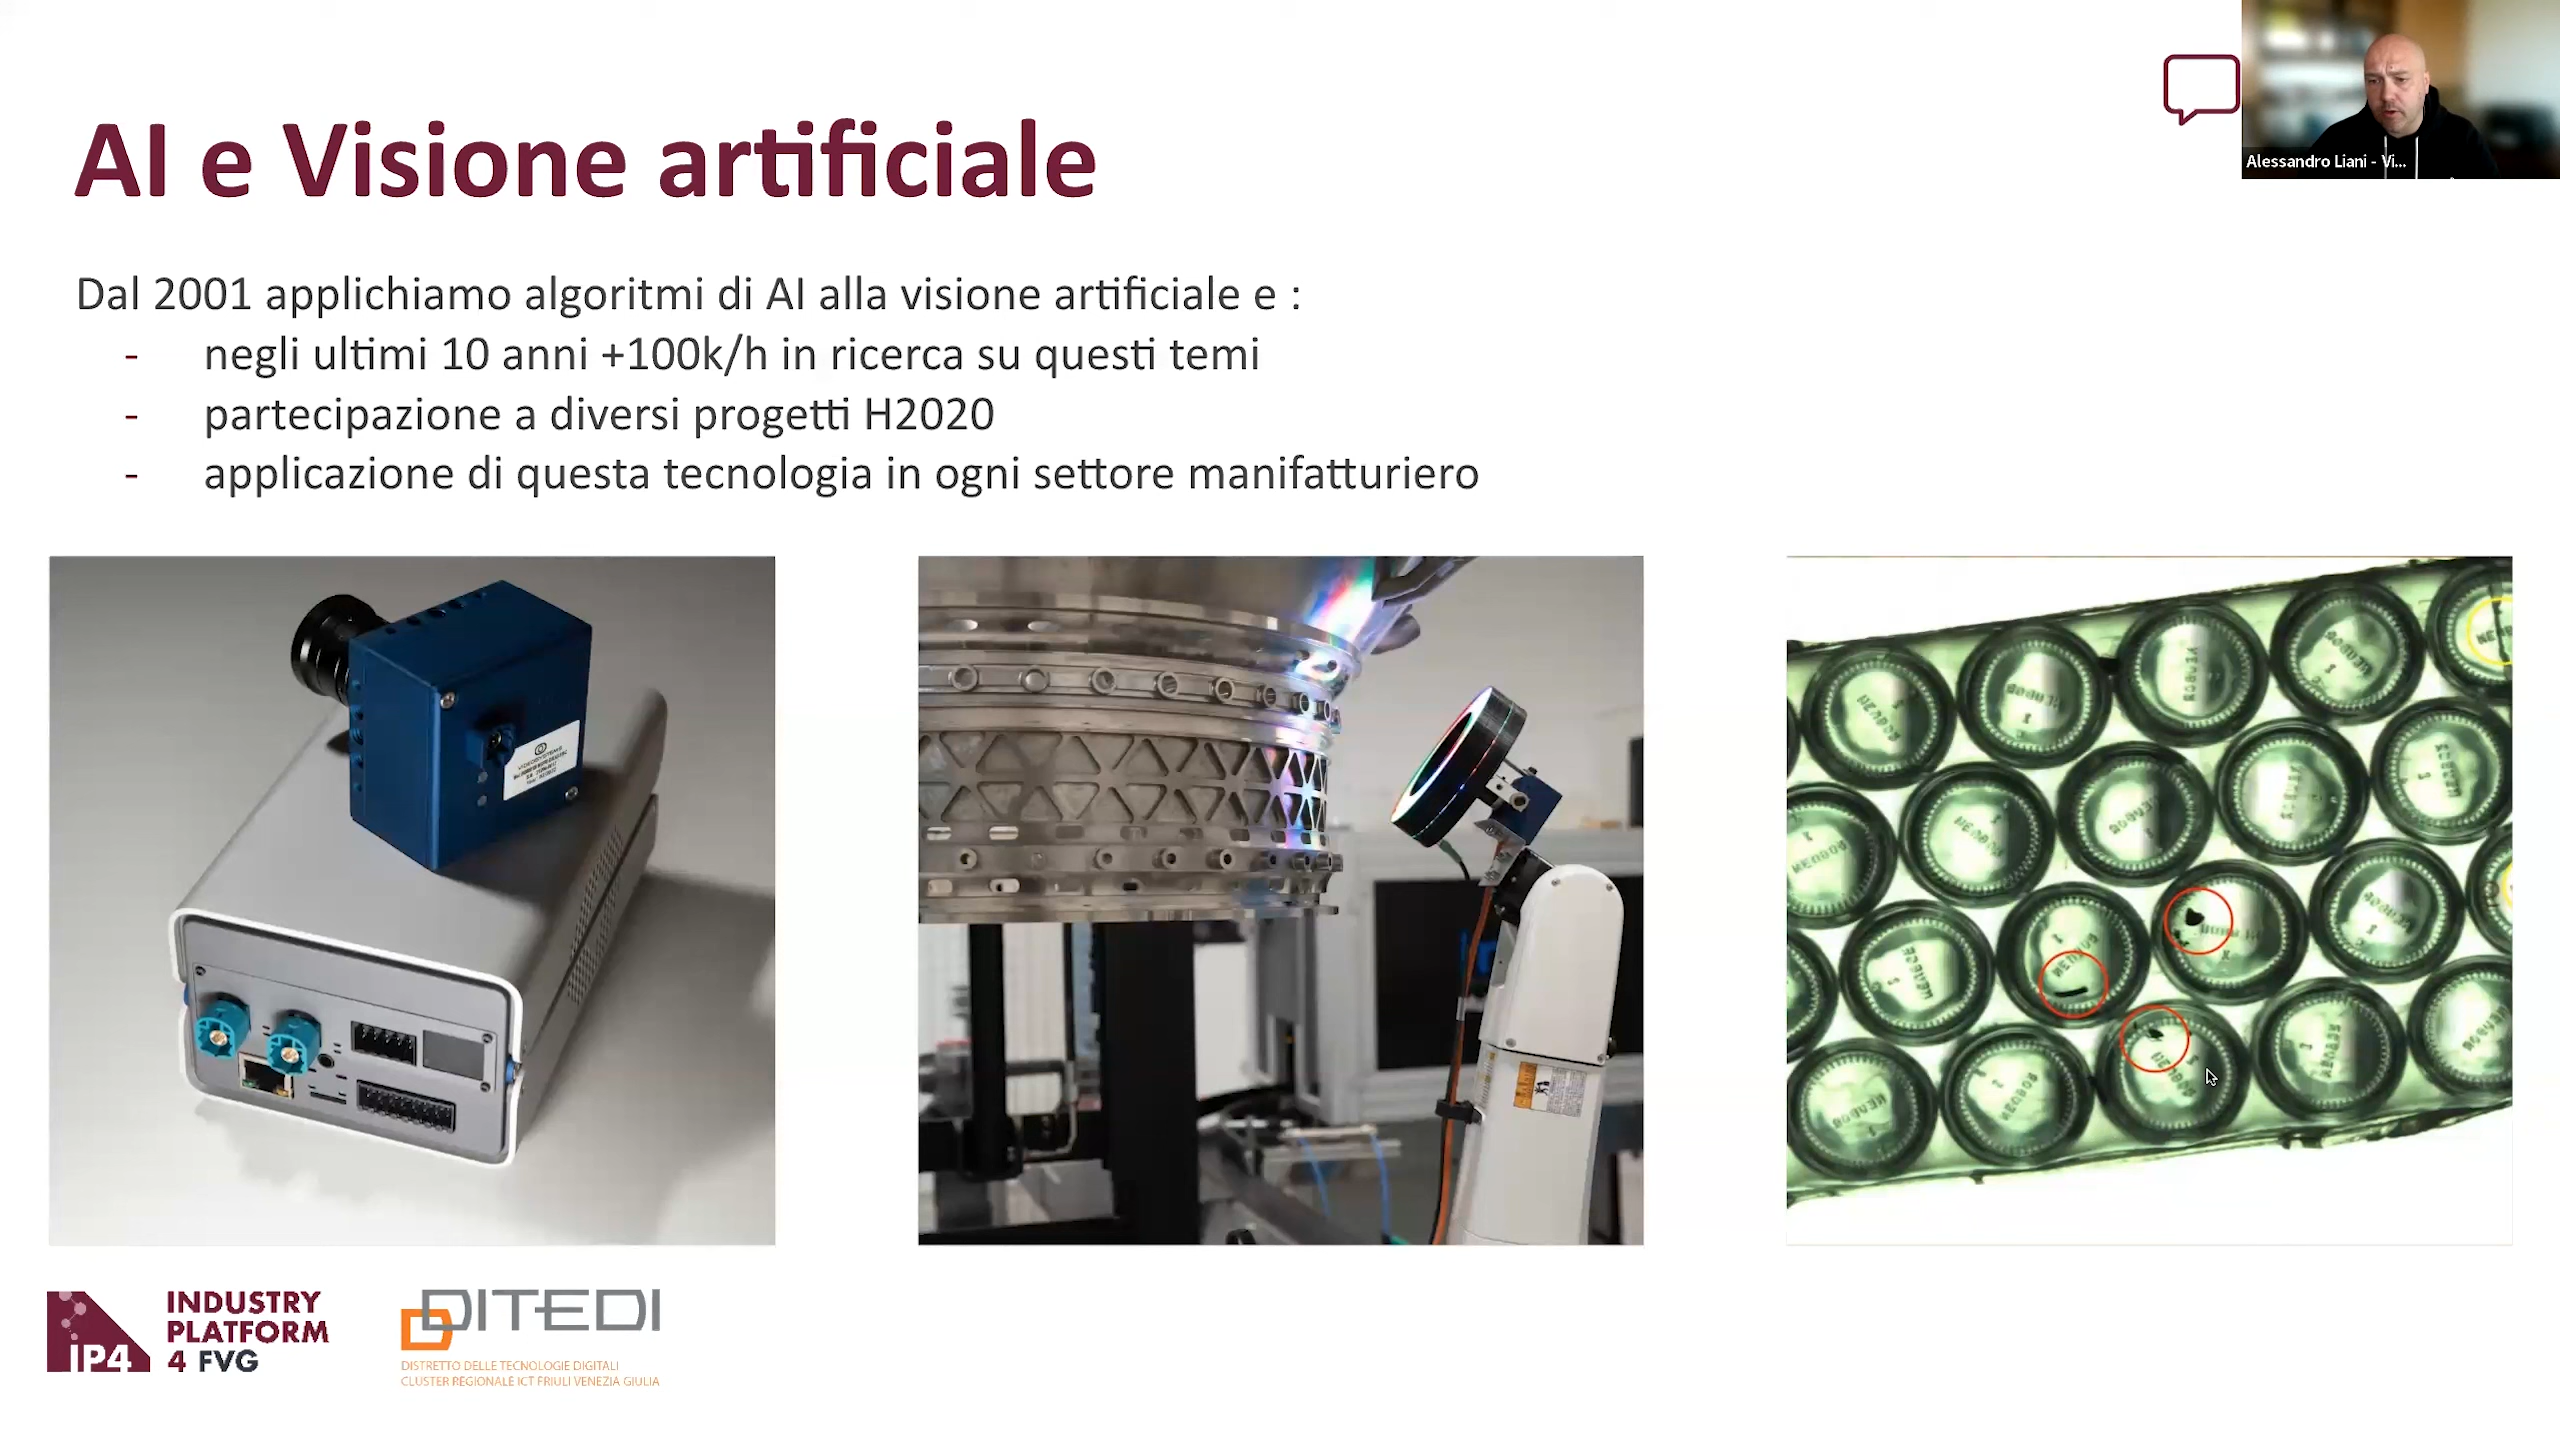 AI e Visione artificiale
Alessandro Liani - Vi...
Dal 2001 applichiamo algoritmi di AI alla visione artificiale e :
- negli ultimi 10 anni +100k/h in ricerca su questi temi
- partecipazione a diversi progetti H2020
- applicazione di questa tecnologia in ogni settore manifatturiero
IP4
INDUSTRY
PLATFORM
4 FVG
DITEDI
DISTRETTO DELLE TECNOLOGIE DIGITALI
CLUSTER REGIONALE ICT FRIULI VENEZIA GIULIA